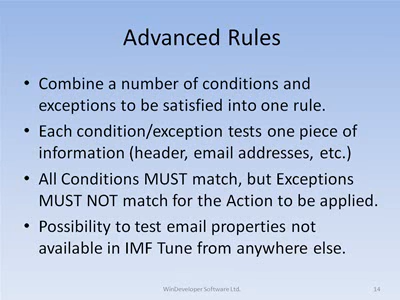 Advanced Rules
• Combine a number of conditions and
exceptions to be satisfied into one rule.
• Each condition/exception tests one piece of
information (header, email addresses, etc.)
• All Conditions MUST match, but Exceptions
MUST NOT match for the Action to be applied.
• Possibility to test email properties not
available in IMF Tune from anywhere else.
WinDeveloper Software Ltd.
14